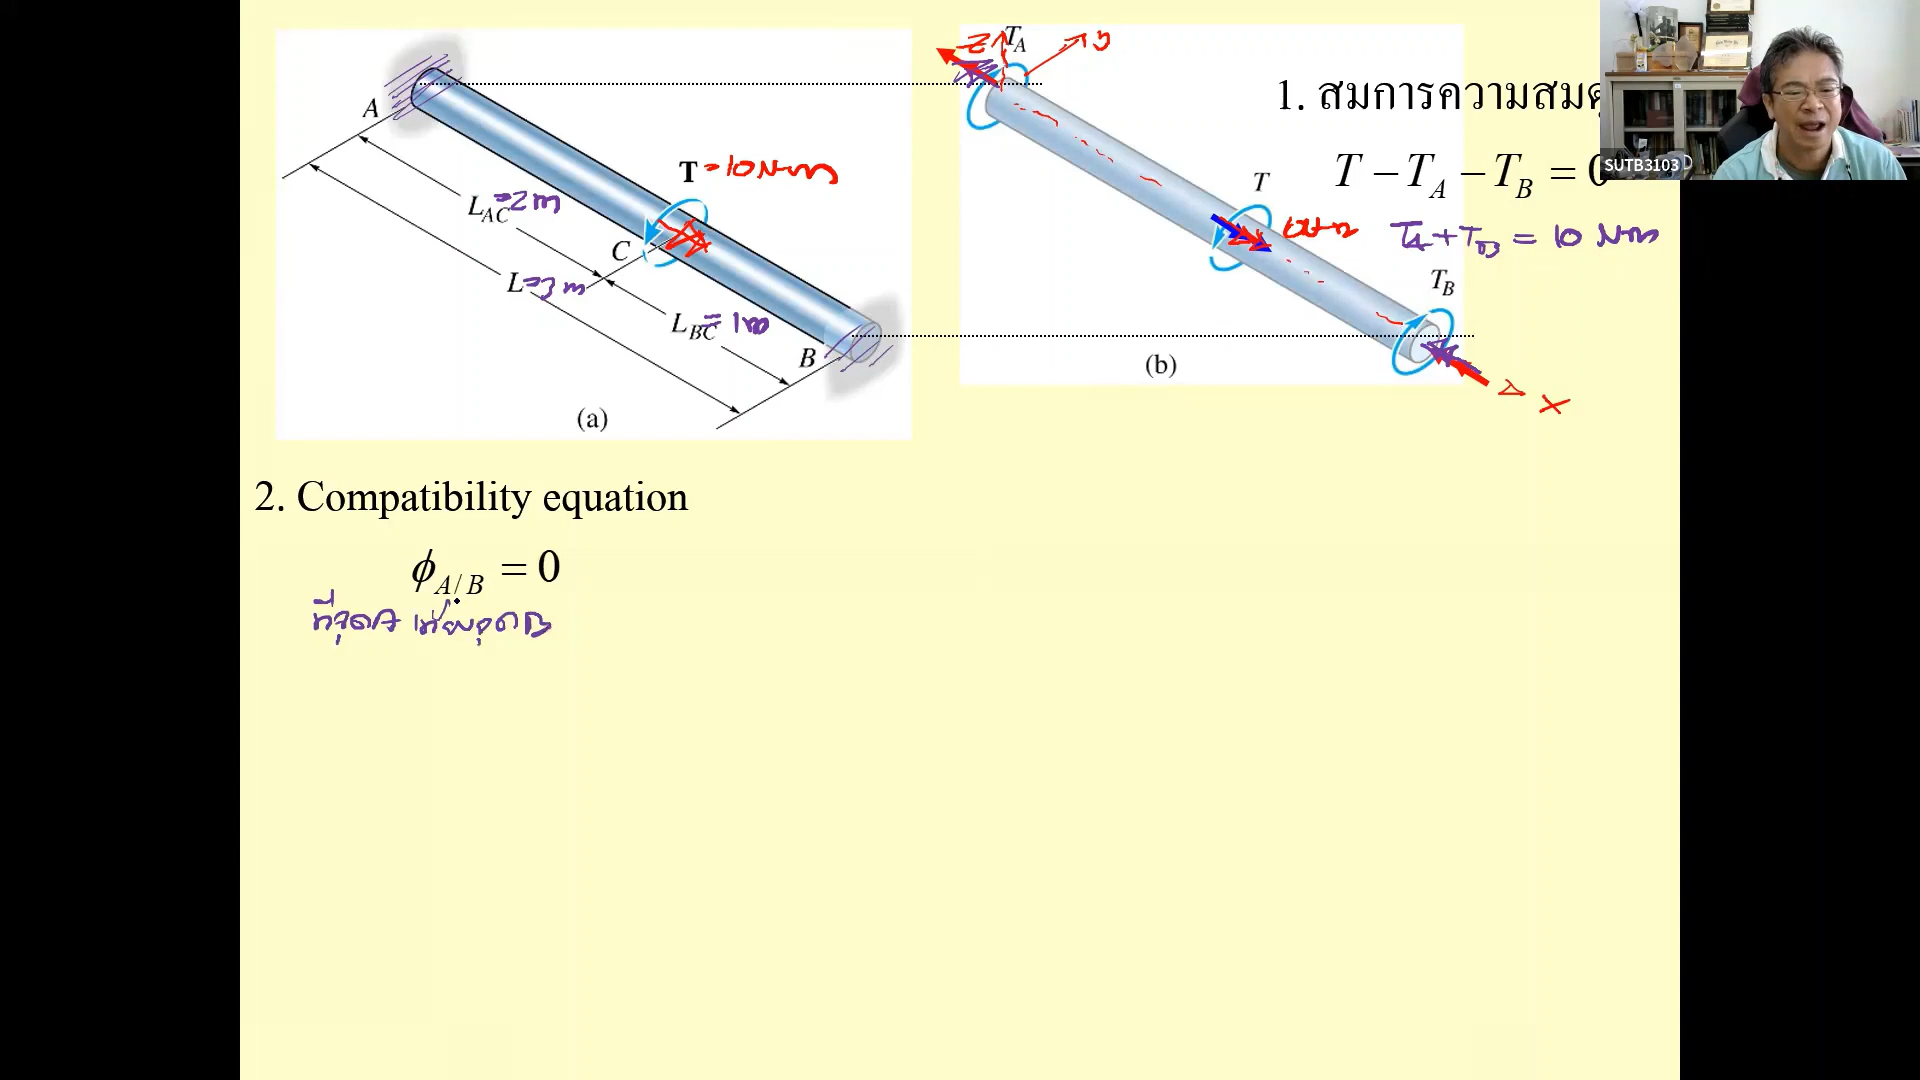 A
T = 10 N-m
L_AC = 2 m
C
L = 3 m
L_BC = 1 m
B
(a)
z
T_A
y
T
T_B
x
(b)
1. สมการความสม
T − T_A − T_B = 0
T_A + T_B = 10 N-m
SUTB3103
2. Compatibility equation
ϕ_A/B = 0
ที่จุด A เทียบจุด B